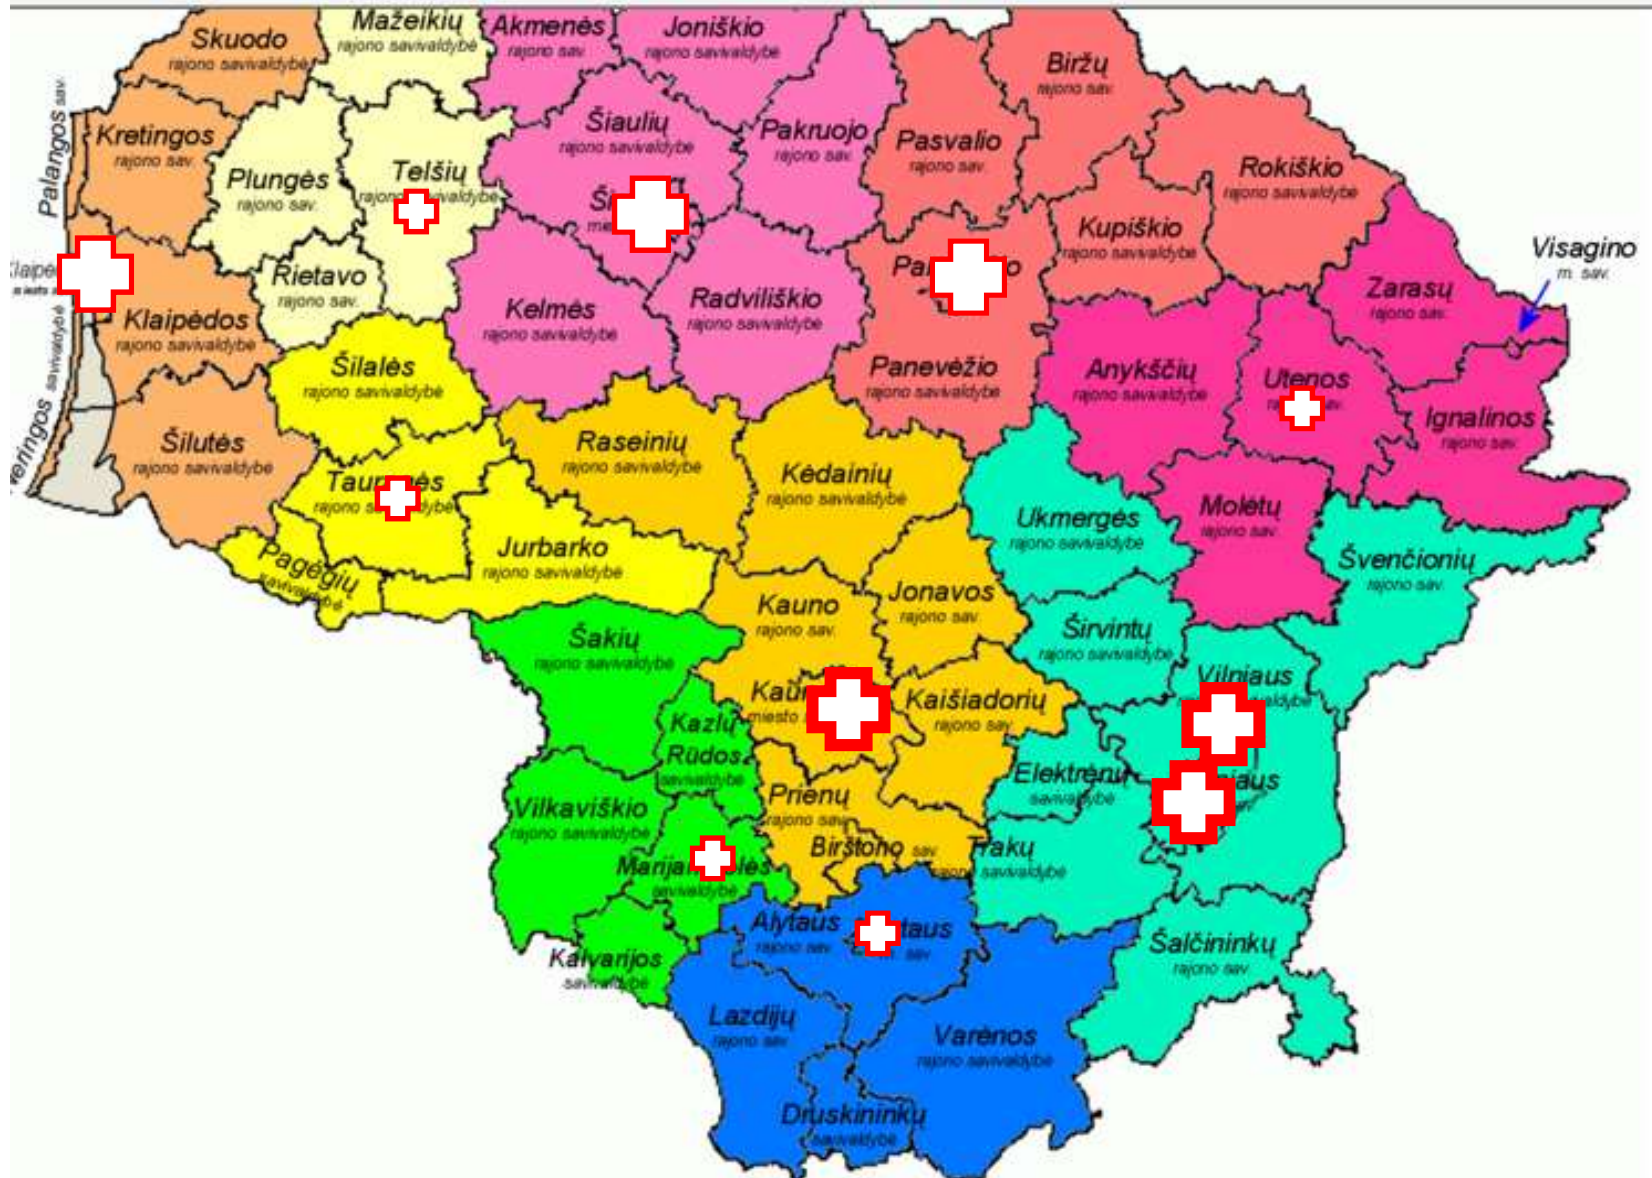 Skuodo
rajono savivaldybė
Mažeikių
rajono savivaldybė
Akmenės
rajono sav.
Joniškio
rajono savivaldybė
Biržų
rajono sav.
Palangos sav.
Kretingos
rajono sav.
Plungės
rajono sav.
Telšių
Šiaulių
rajono savivaldybė
Pakruojo
rajono sav.
Pasvalio
rajono sav.
Rokiškio
rajono savivaldybė
Kupiškio
rajono savivaldybė
Visagino
m. sav.
Rietavo
rajono sav.
Klaipėdos
rajono savivaldybė
Kelmės
rajono savivaldybė
Radviliškio
rajono savivaldybė
Panevėžio
rajono savivaldybė
Zarasų
rajono sav.
Anykščių
rajono savivaldybė
Utenos
Ignalinos
rajono sav.
Šilalės
rajono savivaldybė
Šilutės
rajono savivaldybė
savivaldybė
Raseinių
rajono savivaldybė
Kėdainių
rajono savivaldybė
Ukmergės
rajono savivaldybė
Molėtų
rajono sav.
Švenčionių
rajono sav.
Pagėgių
savivaldybė
Jurbarko
rajono savivaldybė
Kauno
rajono sav.
Jonavos
rajono sav.
Širvintų
rajono savivaldybė
Šakių
rajono savivaldybė
Vilniaus
miesto
Kaišiadorių
rajono sav.
Kazlų
Rūdos
savivaldybė
Elektrėnų
savivaldybė
Vilkaviškio
rajono savivaldybė
Prienų
rajono sav.
Birštono sav.
Trakų
rajono savivaldybė
savivaldybė
Alytaus
rajono sav.
sav.
Kalvarijos
savivaldybė
Šalčininkų
rajono sav.
Lazdijų
rajono sav.
Varėnos
rajono savivaldybė
Druskininkų
savivaldybė